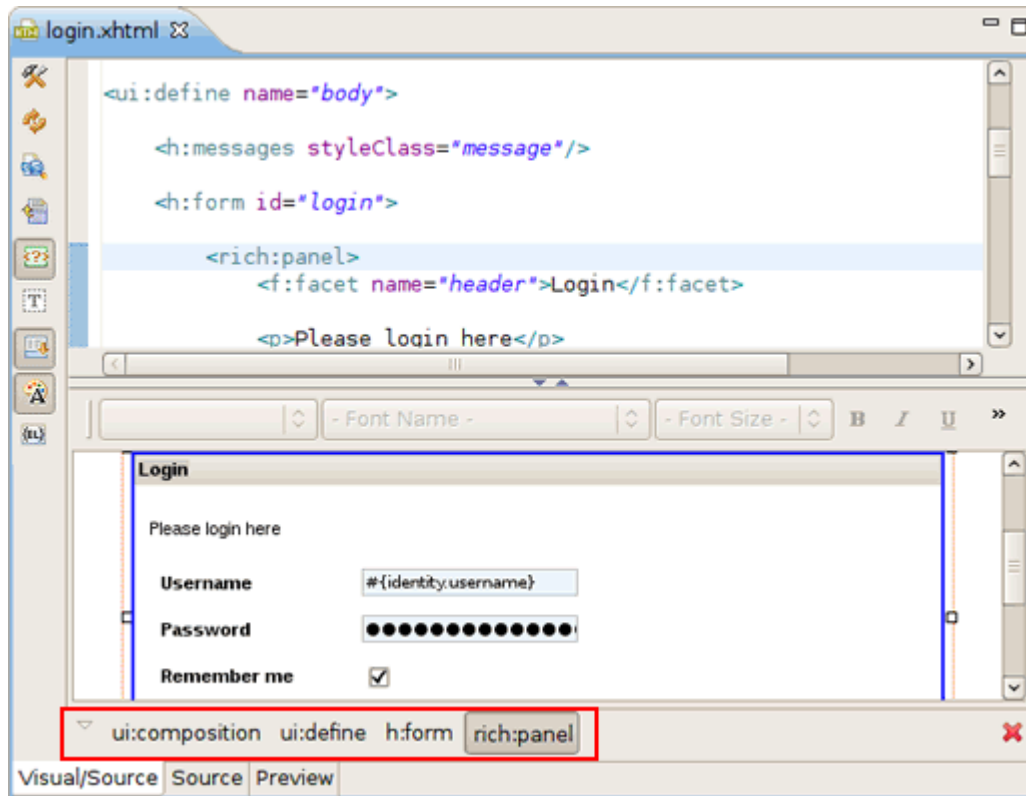 login.xhtml
<ui:define name="body">
<h:messages styleClass="message"/>
<h:form id="login">
<rich:panel>
<f:facet name="header">Login</f:facet>
<p>Please login here</p>
- Font Name - - Font Size - B I U »
Login
Please login here
Username #{identity.username}
Password
Remember me
ui:composition ui:define h:form rich:panel
Visual/Source Source Preview